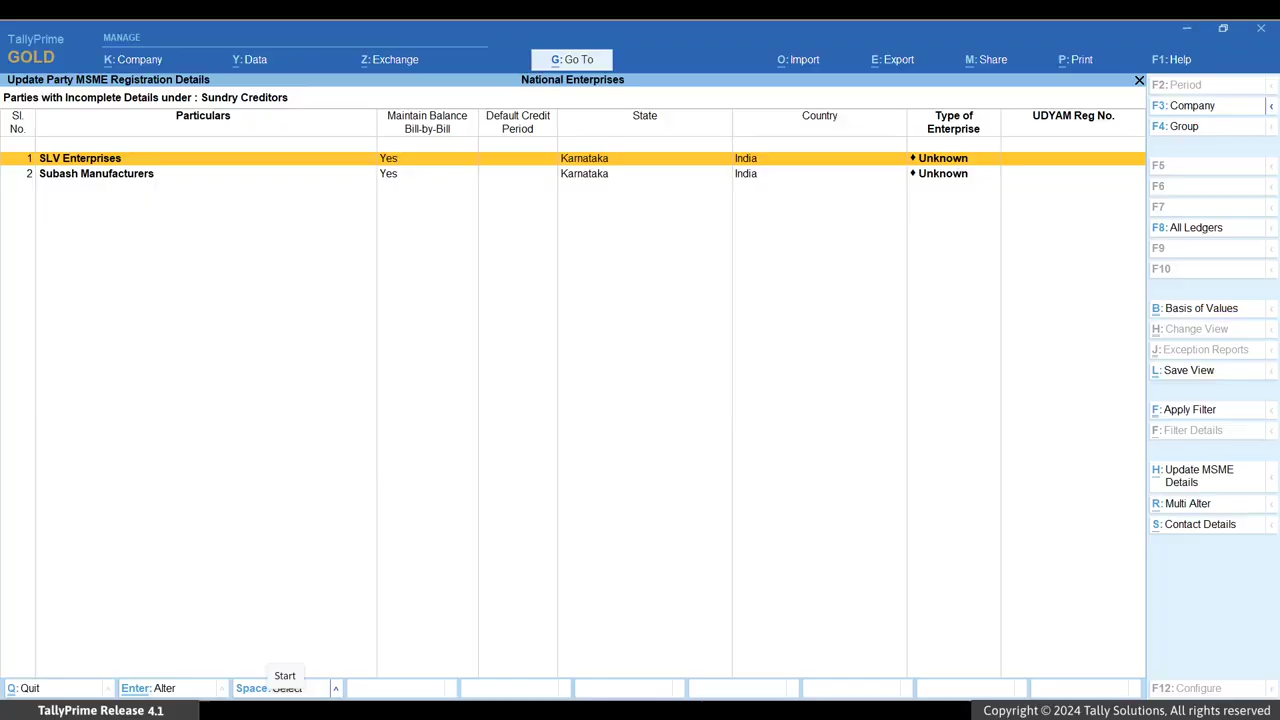 TallyPrime
GOLD
MANAGE
K: Company
Y: Data
Z: Exchange
G: Go To
O: Import
E: Export
M: Share
P: Print
F1: Help
Update Party MSME Registration Details
National Enterprises
Parties with Incomplete Details under : Sundry Creditors
Sl. No.
Particulars
Maintain Balance Bill-by-Bill
Default Credit Period
State
Country
Type of Enterprise
UDYAM Reg No.
1 SLV Enterprises Yes Karnataka India ♦ Unknown
2 Subash Manufacturers Yes Karnataka India ♦ Unknown
F2: Period
F3: Company
F4: Group
F5
F6
F7
F8: All Ledgers
F9
F10
B: Basis of Values
H: Change View
J: Exception Reports
L: Save View
F: Apply Filter
F: Filter Details
H: Update MSME
Details
R: Multi Alter
S: Contact Details
Start
Q: Quit
Enter: Alter
Space: Select
F12: Configure
TallyPrime Release 4.1
Copyright © 2024 Tally Solutions, All rights reserved